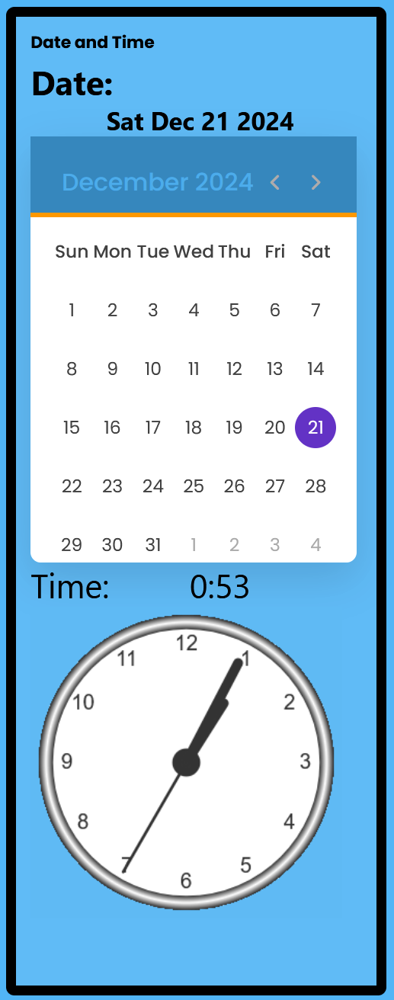 Date and Time
Date:
Sat Dec 21 2024
December 2024
Sun Mon Tue Wed Thu Fri Sat
1 2 3 4 5 6 7
8 9 10 11 12 13 14
15 16 17 18 19 20 21
22 23 24 25 26 27 28
29 30 31 1 2 3 4
Time: 0:53
12
11 1
10 2
9 3
8 4
7 5
6